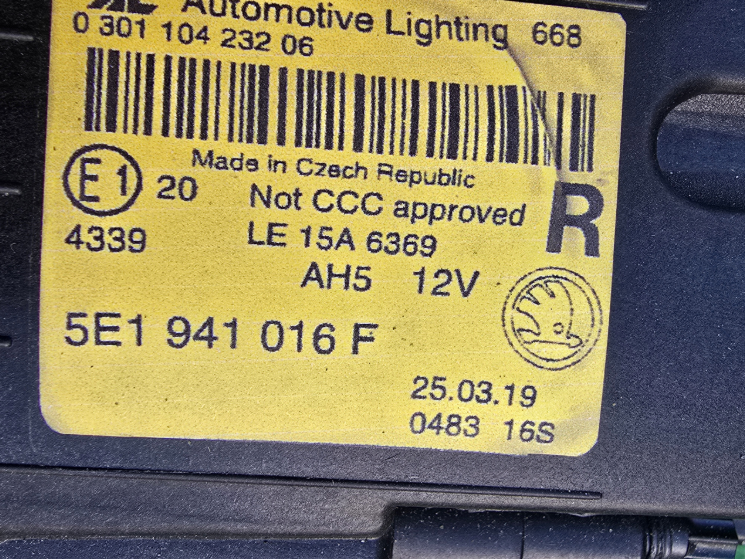 Automotive Lighting 668
0 301 104 232 06
Made in Czech Republic
E1 20 Not CCC approved R
4339 LE 15A 6369
AH5 12V
5E1 941 016 F
25.03.19
0483 16S